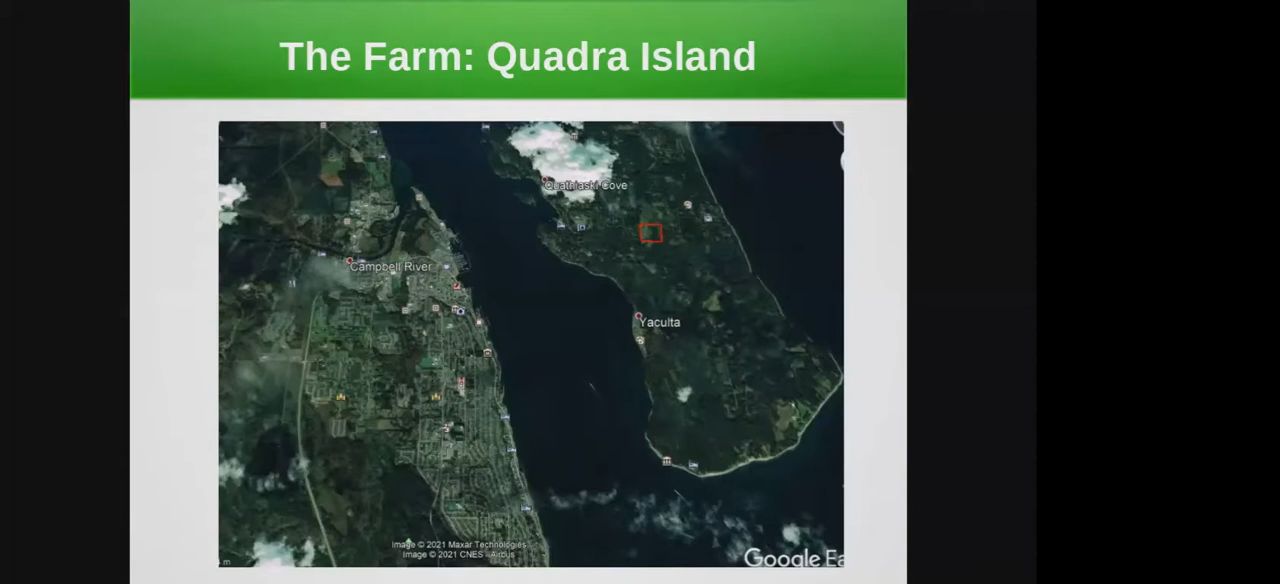 The Farm: Quadra Island
Quathiaski Cove
Campbell River
Yaculta
Image © 2021 Maxar Technologies
Image © 2021 CNES / Airbus
Google Ea
m